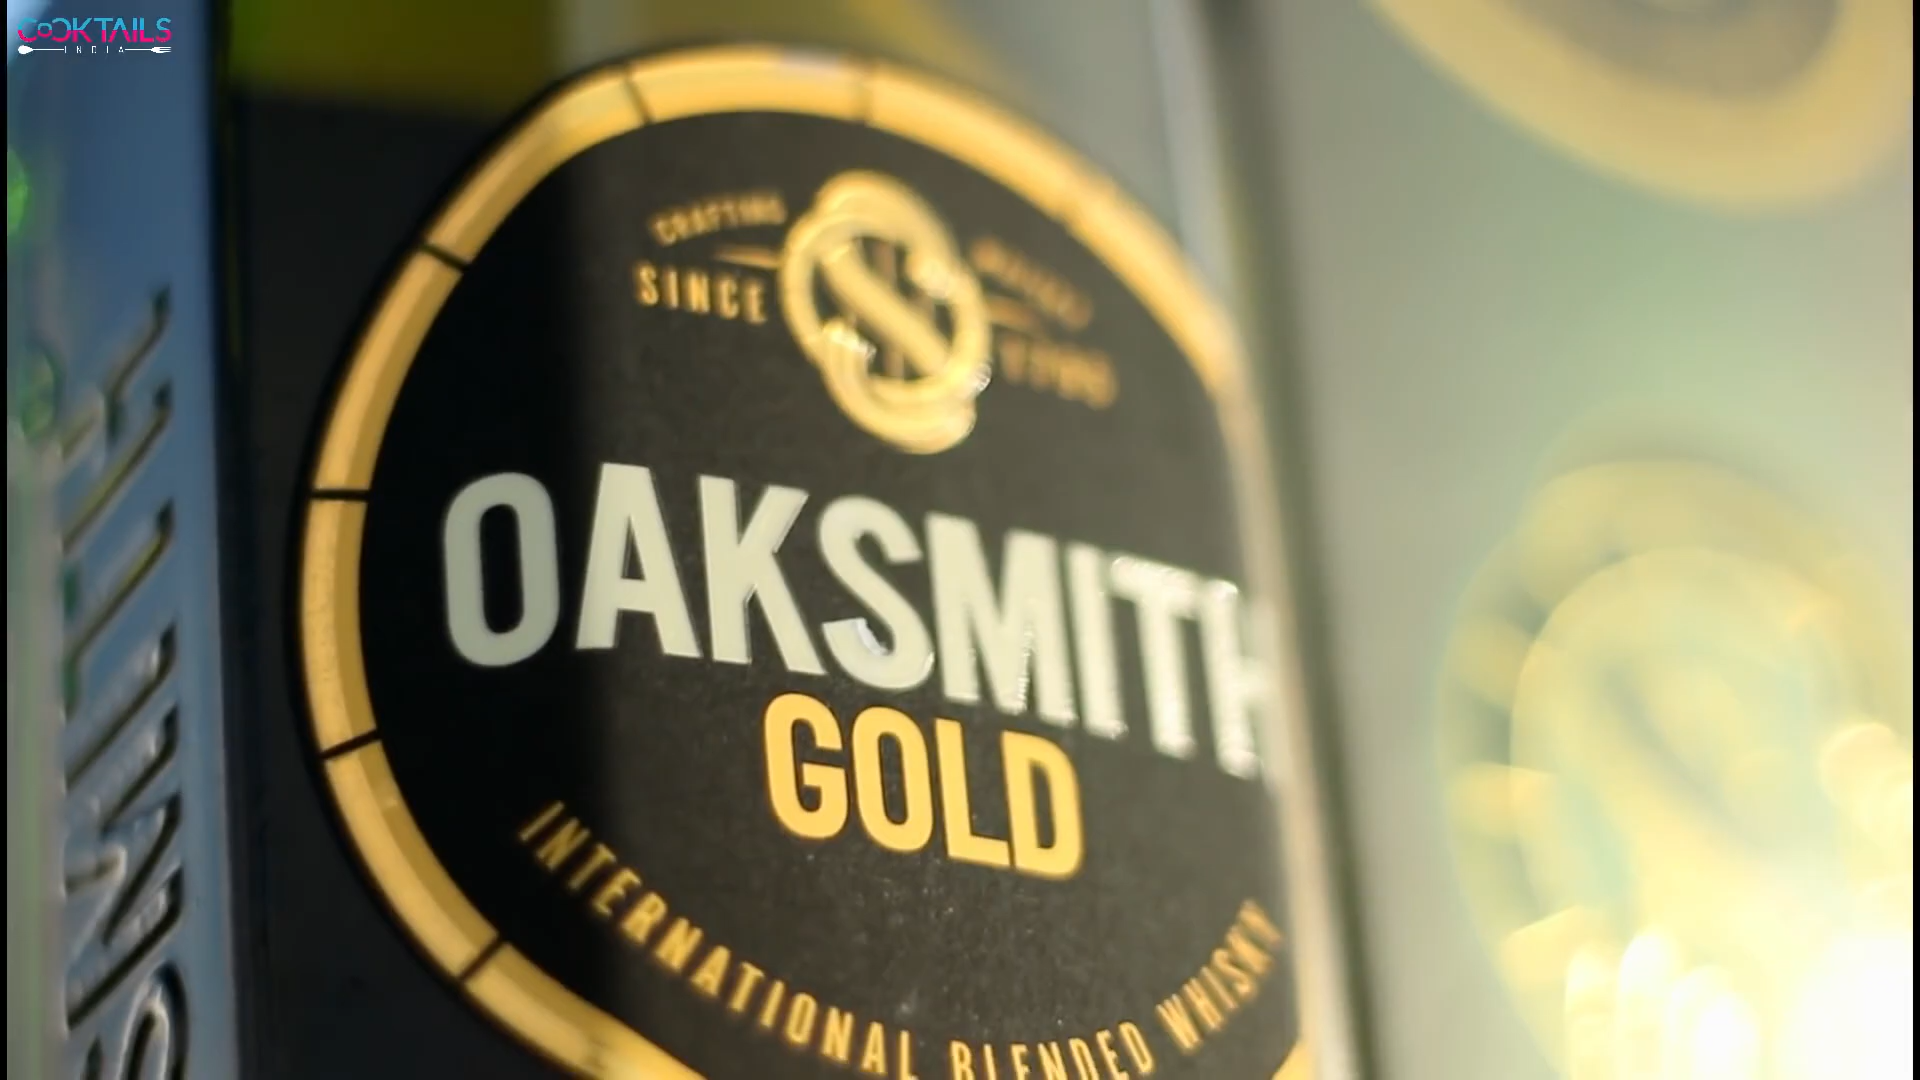 COCKTAILS
INDIA
CRAFTING
SINCE
OAKSMITH
GOLD
INTERNATIONAL BLENDED WHISKY